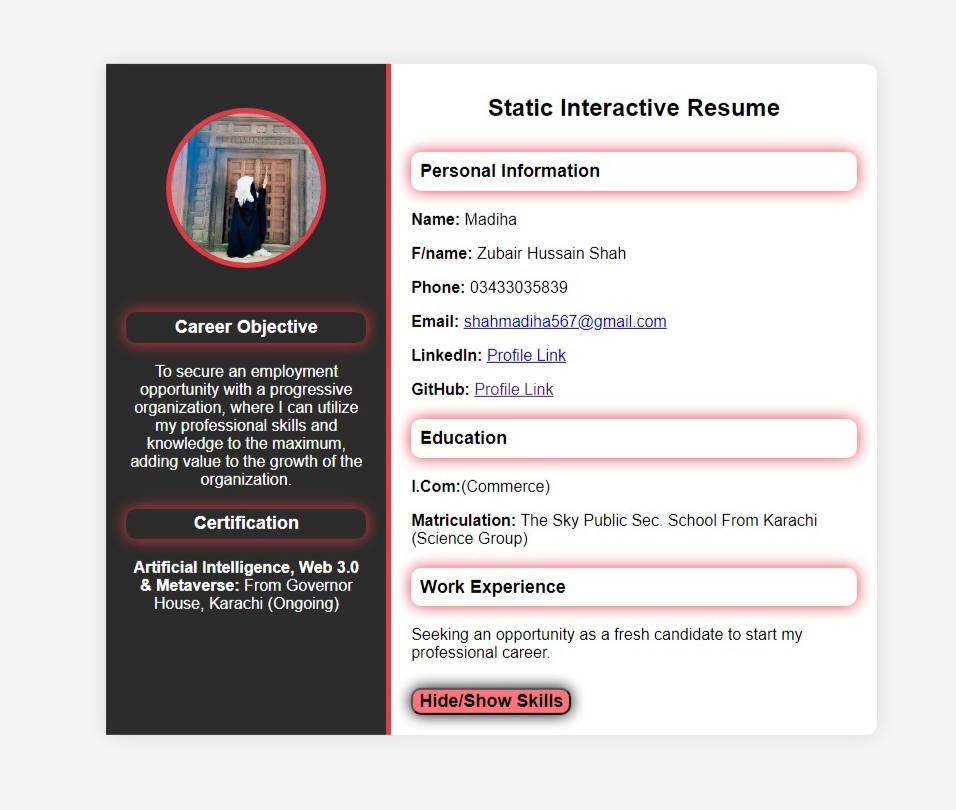 Career Objective
To secure an employment
opportunity with a progressive
organization, where I can utilize
my professional skills and
knowledge to the maximum,
adding value to the growth of the
organization.
Certification
Artificial Intelligence, Web 3.0
& Metaverse: From Governor
House, Karachi (Ongoing)
Static Interactive Resume
Personal Information
Name: Madiha
F/name: Zubair Hussain Shah
Phone: 03433035839
Email: shahmadiha567@gmail.com
LinkedIn: Profile Link
GitHub: Profile Link
Education
I.Com:(Commerce)
Matriculation: The Sky Public Sec. School From Karachi
(Science Group)
Work Experience
Seeking an opportunity as a fresh candidate to start my
professional career.
Hide/Show Skills